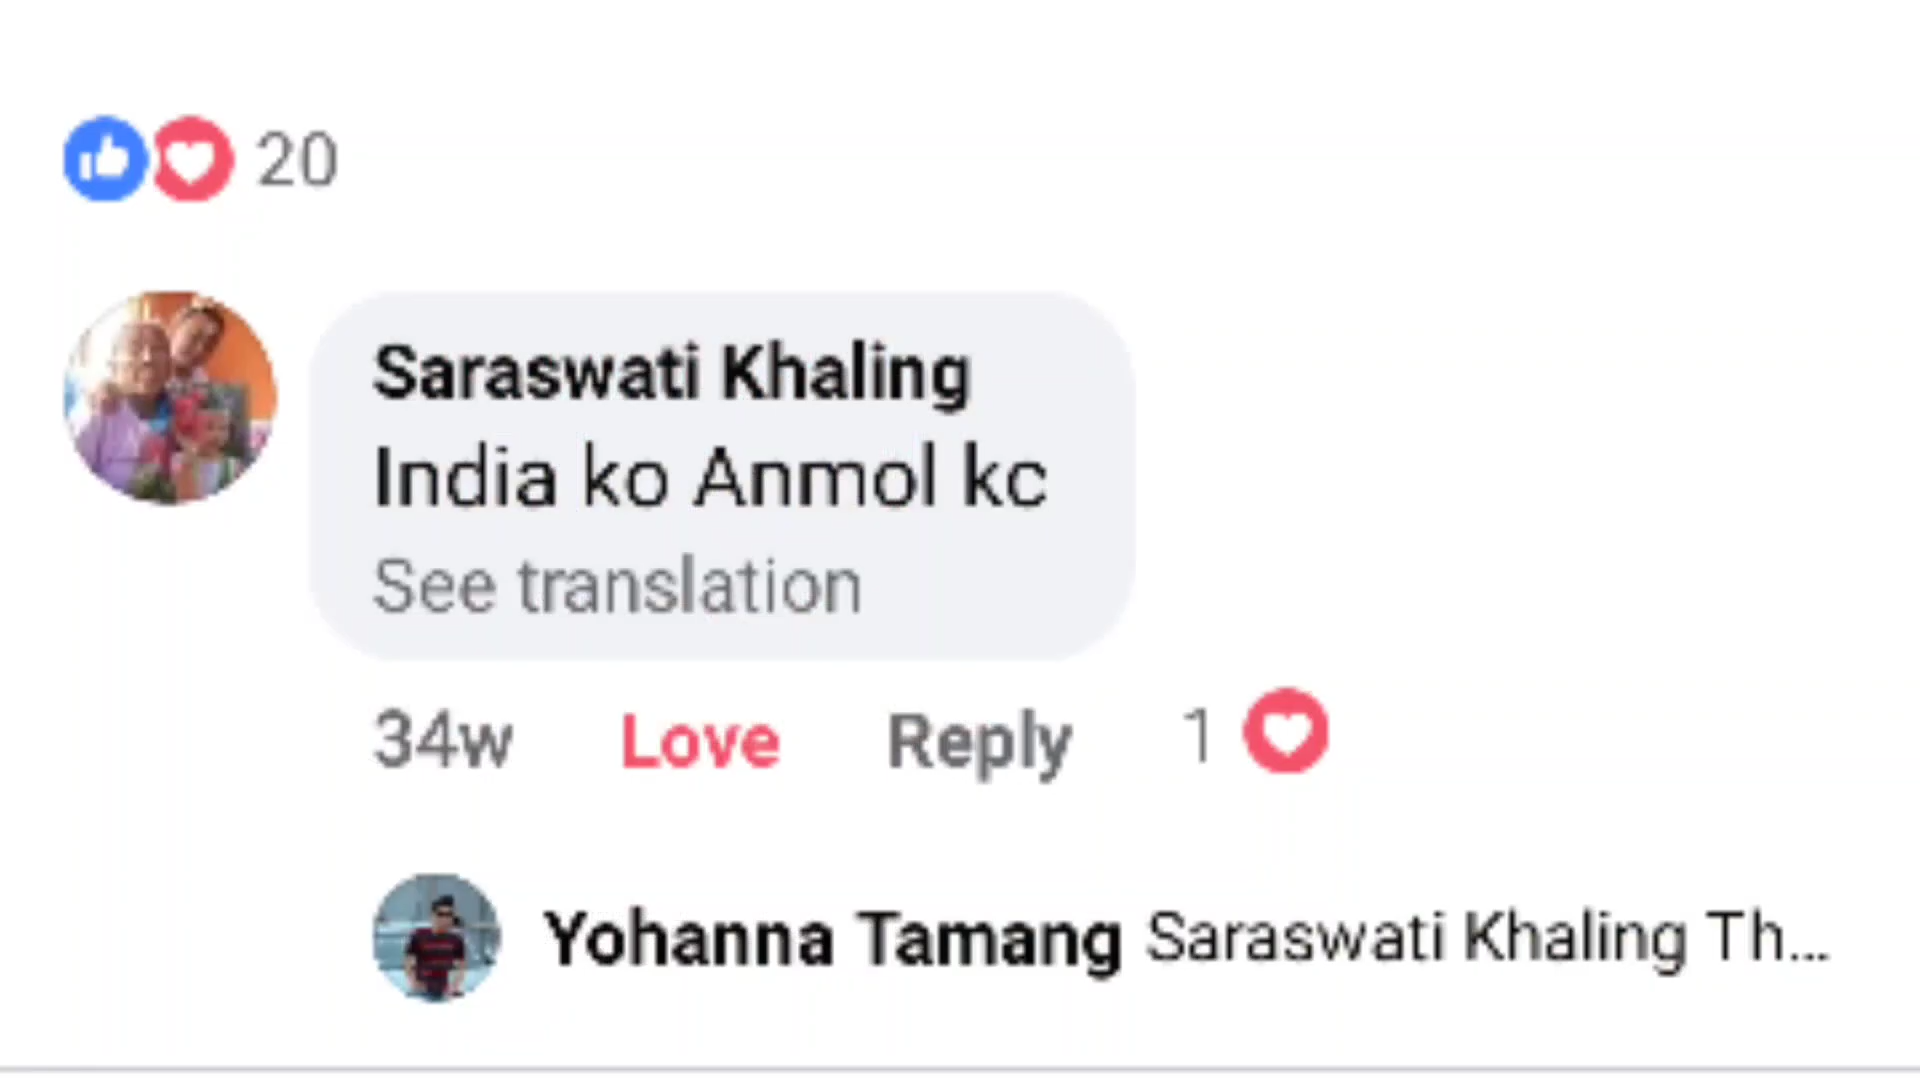 20
Saraswati Khaling
India ko Anmol kc
See translation
34w Love Reply 1
Yohanna Tamang Saraswati Khaling Th...